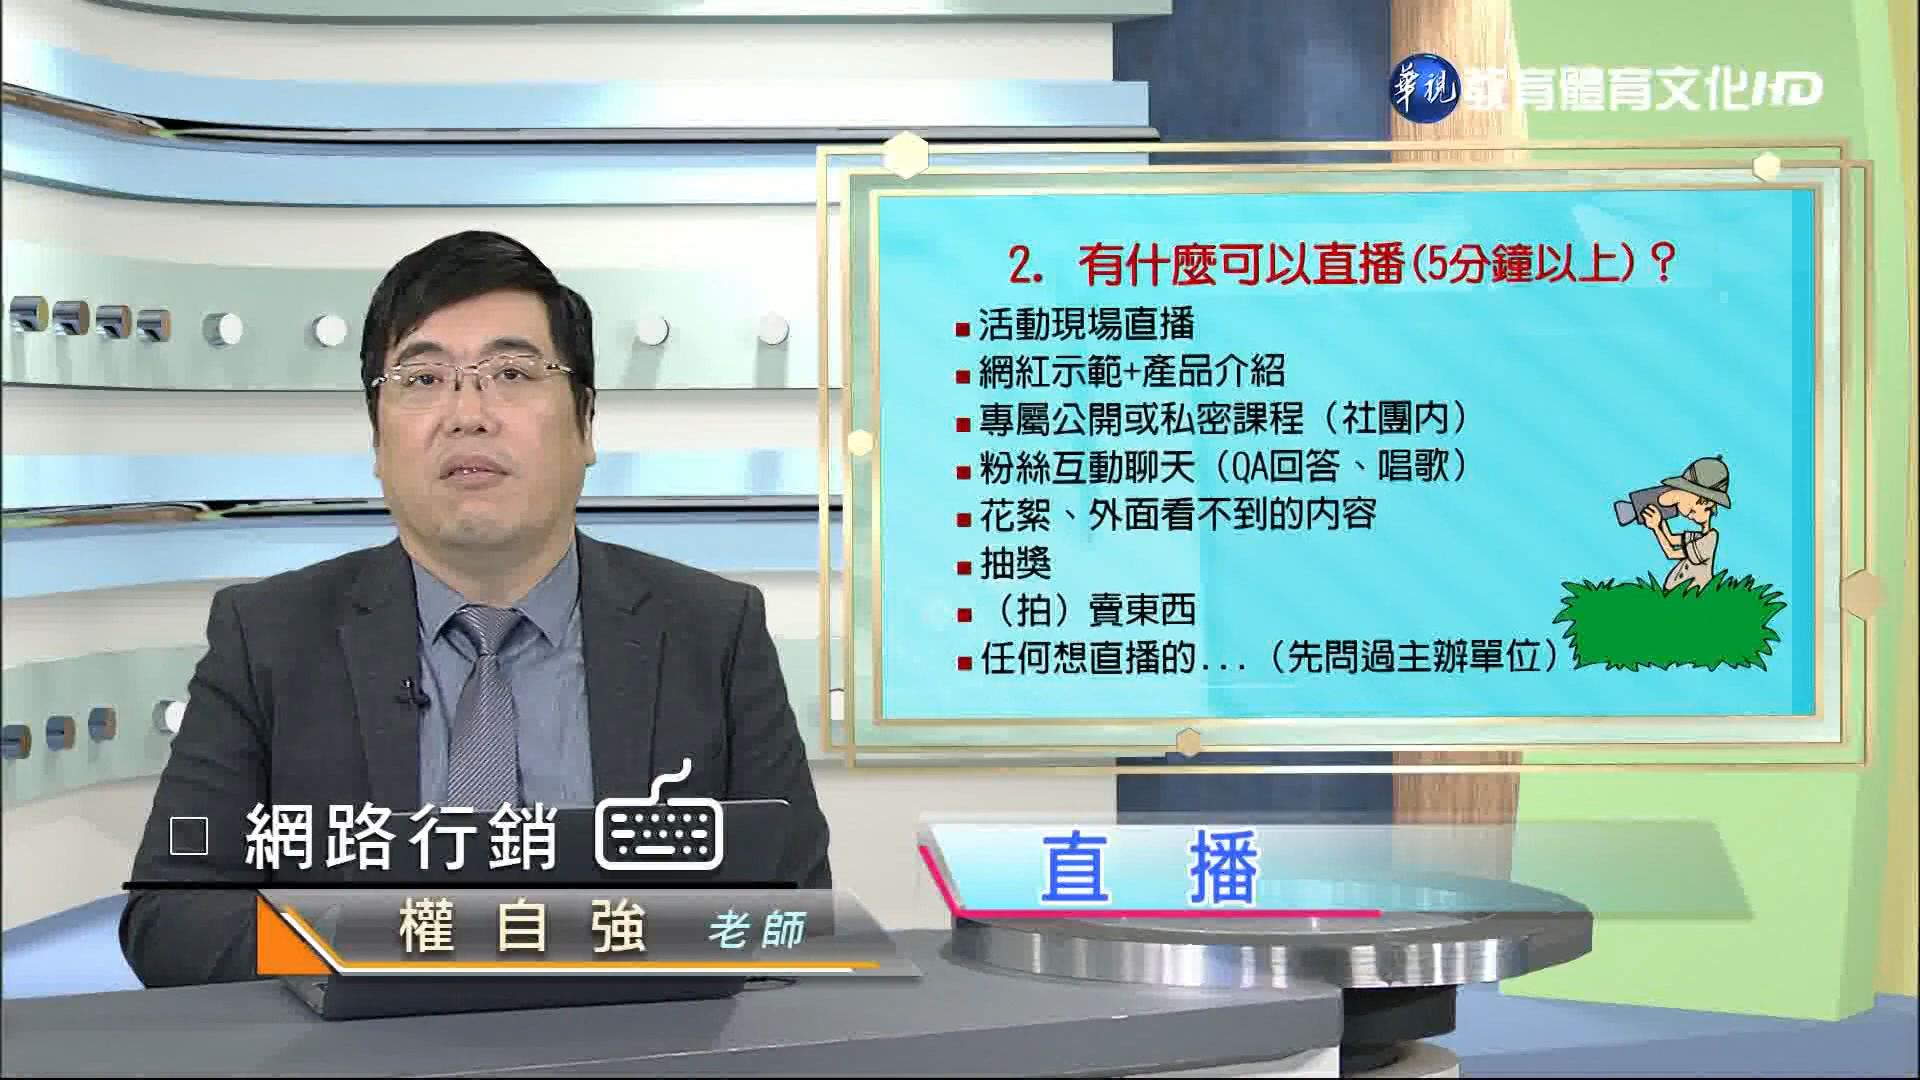 華視 教育體育文化HD
2. 有什麼可以直播(5分鐘以上)?
▪活動現場直播
▪網紅示範+產品介紹
▪專屬公開或私密課程（社團內）
▪粉絲互動聊天（QA回答、唱歌）
▪花絮、外面看不到的內容
▪抽獎
▪（拍）賣東西
▪任何想直播的...（先問過主辦單位）
□ 網路行銷
直 播
權自強 老師